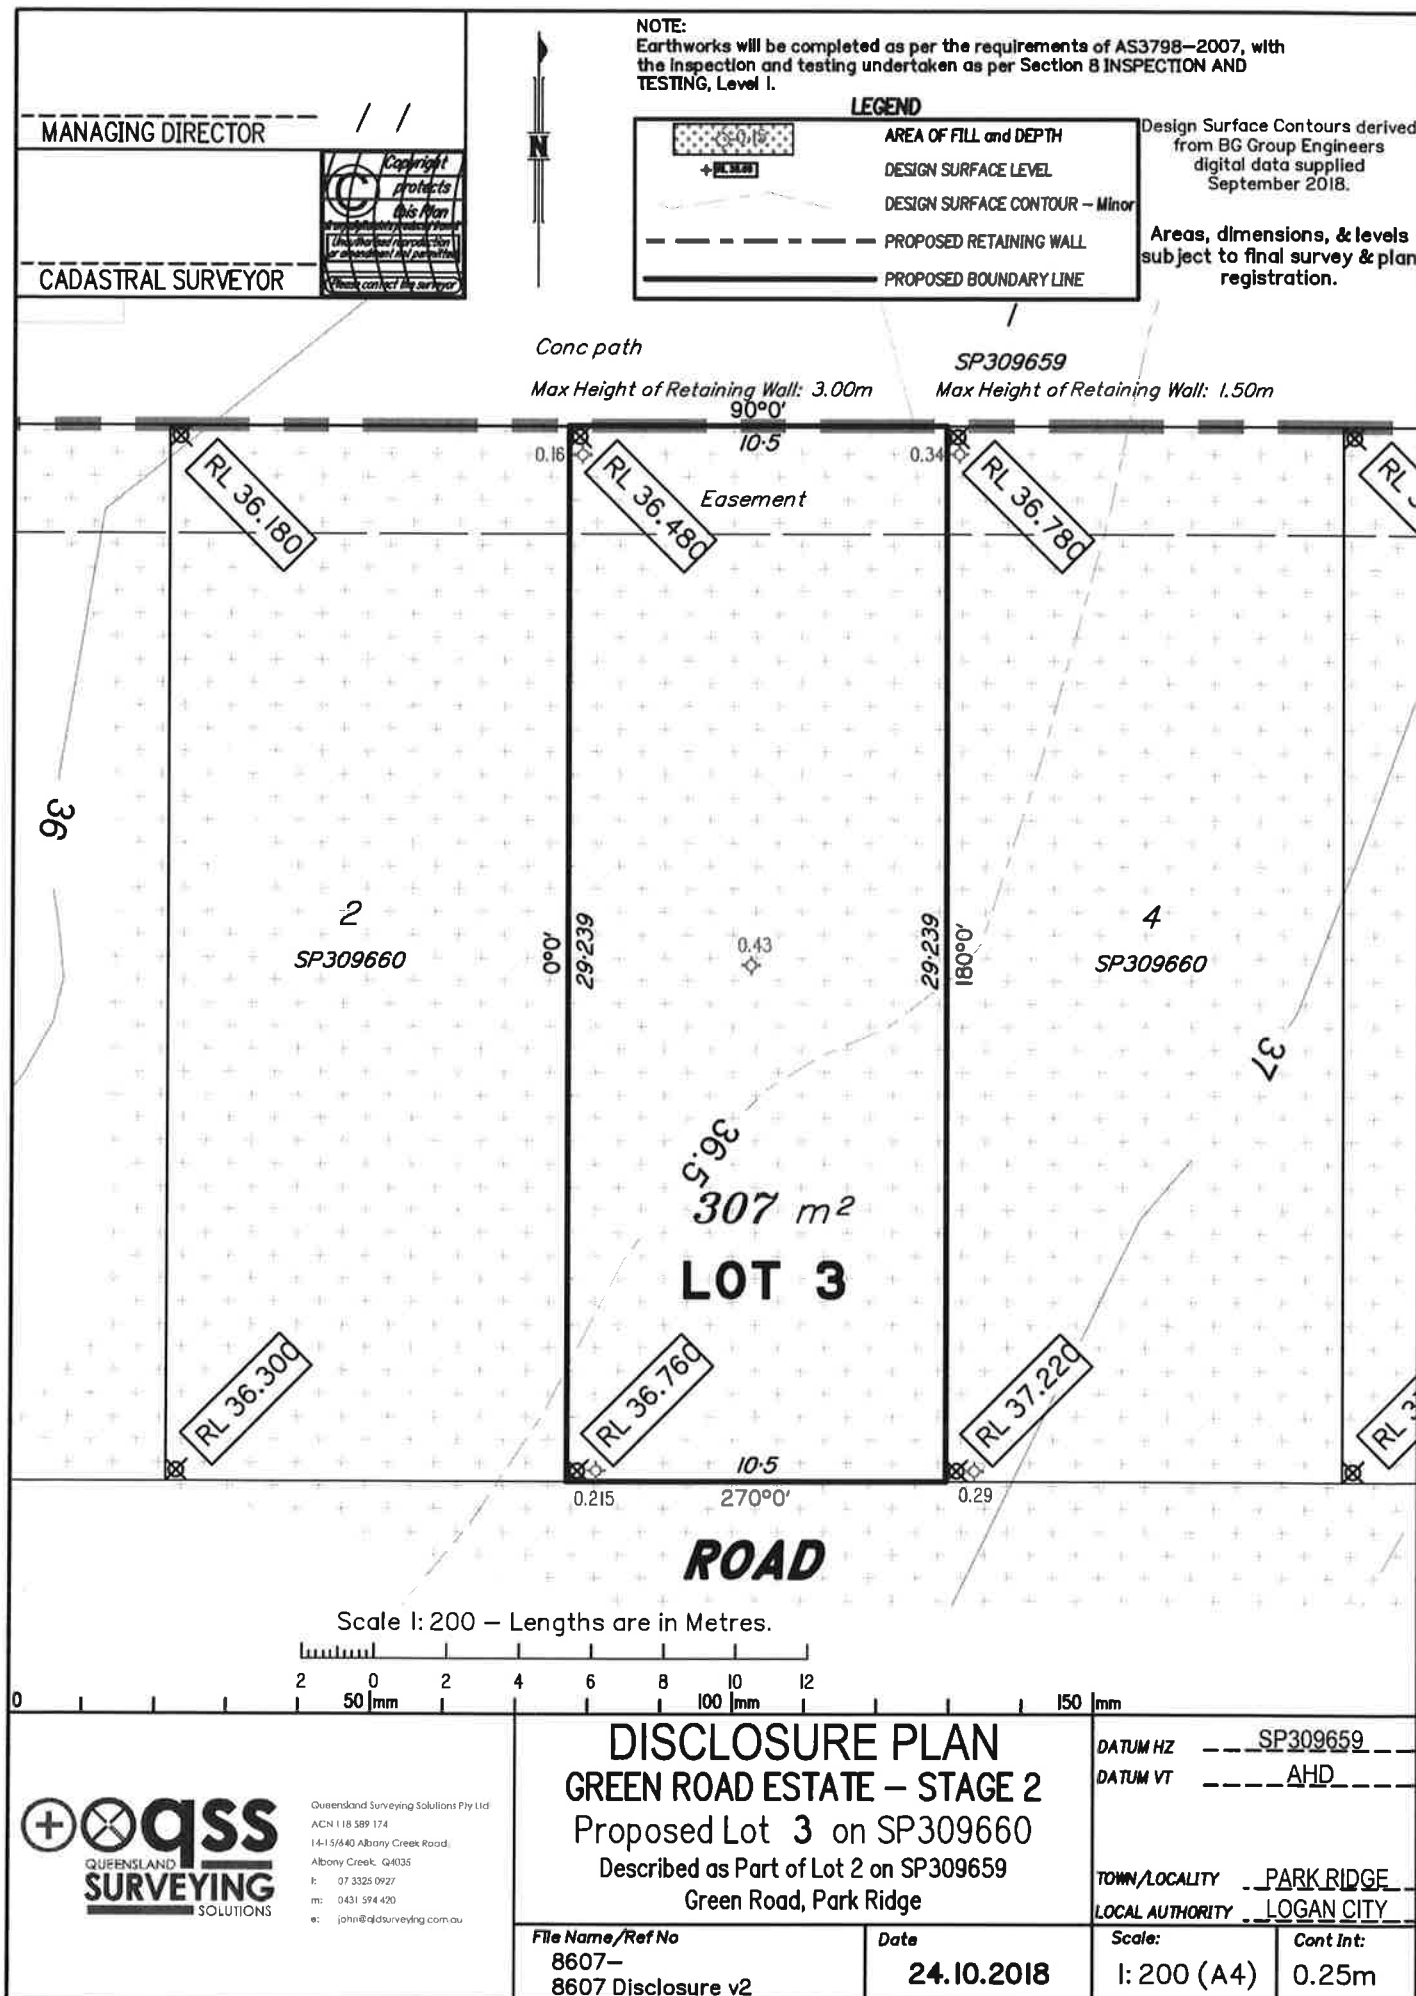 MANAGING DIRECTOR
/ /
Copyright
protects
this Plan
Unauthorised reproduction
or amendment not permitted
Please contact the surveyor
CADASTRAL SURVEYOR
N
NOTE:
Earthworks will be completed as per the requirements of AS3798–2007, with
the inspection and testing undertaken as per Section 8 INSPECTION AND
TESTING, Level 1.
LEGEND
AREA OF FILL and DEPTH
DESIGN SURFACE LEVEL
DESIGN SURFACE CONTOUR – Minor
PROPOSED RETAINING WALL
PROPOSED BOUNDARY LINE
Design Surface Contours derived
from BG Group Engineers
digital data supplied
September 2018.
Areas, dimensions, & levels
subject to final survey & plan
registration.
Conc path
1
SP309659
Max Height of Retaining Wall: 3.00m
Max Height of Retaining Wall: 1.50m
90°0'
10·5
0.16
0.34
RL 36.180
RL 36.480
RL 36.780
Easement
36
2
SP309660
0°0'
29·239
0.43
29·239
180°0'
4
SP309660
37
36.5
307 m²
LOT 3
RL 36.300
RL 36.760
RL 37.220
10·5
0.215
270°0'
0.29
ROAD
Scale 1: 200 – Lengths are in Metres.
2 0 2 4 6 8 10 12
0 50 mm 100 mm 150 mm
DISCLOSURE PLAN
GREEN ROAD ESTATE – STAGE 2
Proposed Lot 3 on SP309660
Described as Part of Lot 2 on SP309659
Green Road, Park Ridge
DATUM HZ SP309659
DATUM VT AHD
TOWN/LOCALITY PARK RIDGE
LOCAL AUTHORITY LOGAN CITY
qss
QUEENSLAND
SURVEYING
SOLUTIONS
Queensland Surveying Solutions Pty Ltd
ACN 118 589 174
14-15/640 Albany Creek Road,
Albany Creek, Q4035
t: 07 3325 0927
m: 0431 594 420
e: john@qldsurveying.com.au
File Name/Ref No
8607–
8607 Disclosure v2
Date
24.10.2018
Scale:
1: 200 (A4)
Cont Int:
0.25m